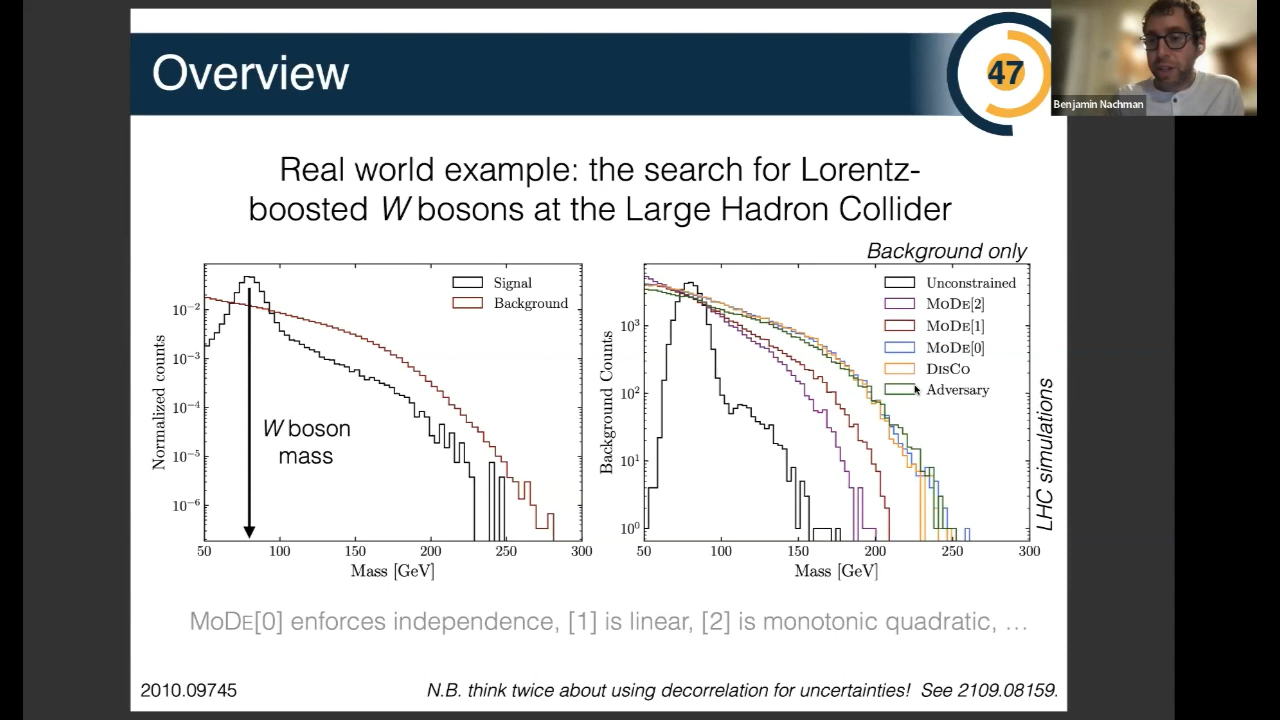 Overview
47
Benjamin Nachman
Real world example: the search for Lorentz-
boosted W bosons at the Large Hadron Collider
Background only
Signal
Background
W boson
mass
Normalized counts
10⁻²
10⁻³
10⁻⁴
10⁻⁵
10⁻⁶
50 100 150 200 250 300
Mass [GeV]
Unconstrained
MoDe[2]
MoDe[1]
MoDe[0]
DisCo
Adversary
Background Counts
10³
10²
10¹
10⁰
50 100 150 200 250 300
Mass [GeV]
LHC simulations
MoDe[0] enforces independence, [1] is linear, [2] is monotonic quadratic, …
2010.09745
N.B. think twice about using decorrelation for uncertainties! See 2109.08159.